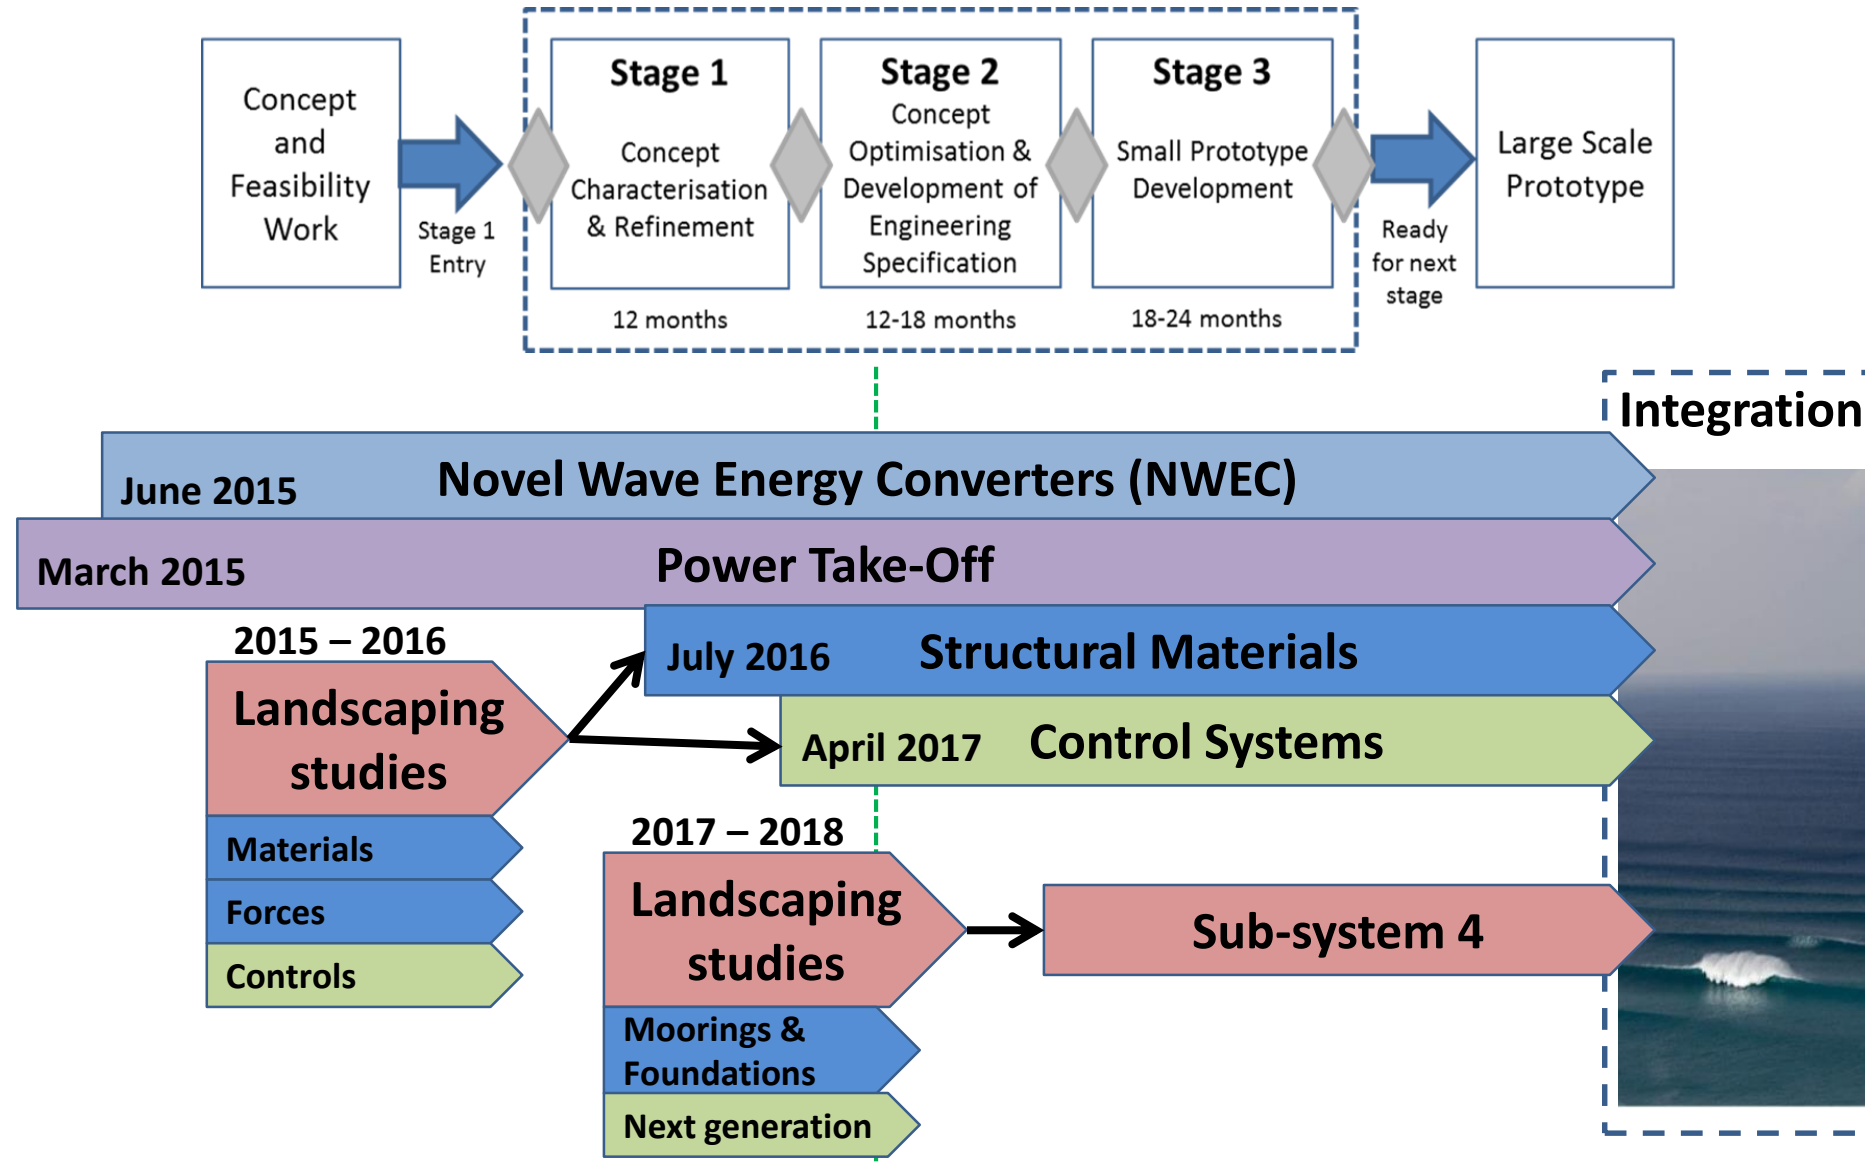 Concept
and
Feasibility
Work
Stage 1
Entry
Stage 1
Concept
Characterisation
& Refinement
12 months
Stage 2
Concept
Optimisation &
Development of
Engineering
Specification
12-18 months
Stage 3
Small Prototype
Development
18-24 months
Ready
for next
stage
Large Scale
Prototype
Integration
June 2015 Novel Wave Energy Converters (NWEC)
March 2015 Power Take-Off
2015 – 2016
July 2016 Structural Materials
Landscaping
studies
April 2017 Control Systems
Materials
Forces
Controls
2017 – 2018
Landscaping
studies
Sub-system 4
Moorings &
Foundations
Next generation